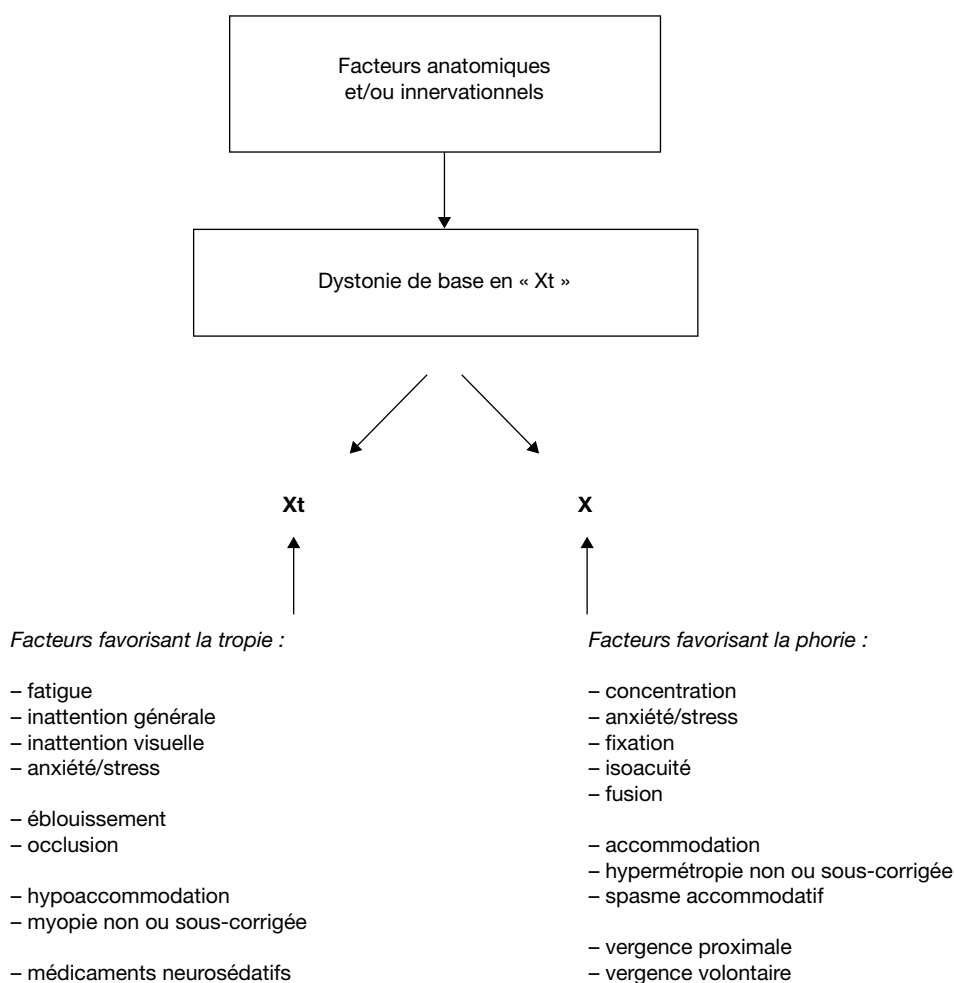 Facteurs anatomiques
et/ou innervationnels
Dystonie de base en « Xt »
Xt
X
Facteurs favorisant la tropie :
– fatigue
– inattention générale
– inattention visuelle
– anxiété/stress
– éblouissement
– occlusion
– hypoaccommodation
– myopie non ou sous-corrigée
– médicaments neurosédatifs
Facteurs favorisant la phorie :
– concentration
– anxiété/stress
– fixation
– isoacuité
– fusion
– accommodation
– hypermétropie non ou sous-corrigée
– spasme accommodatif
– vergence proximale
– vergence volontaire